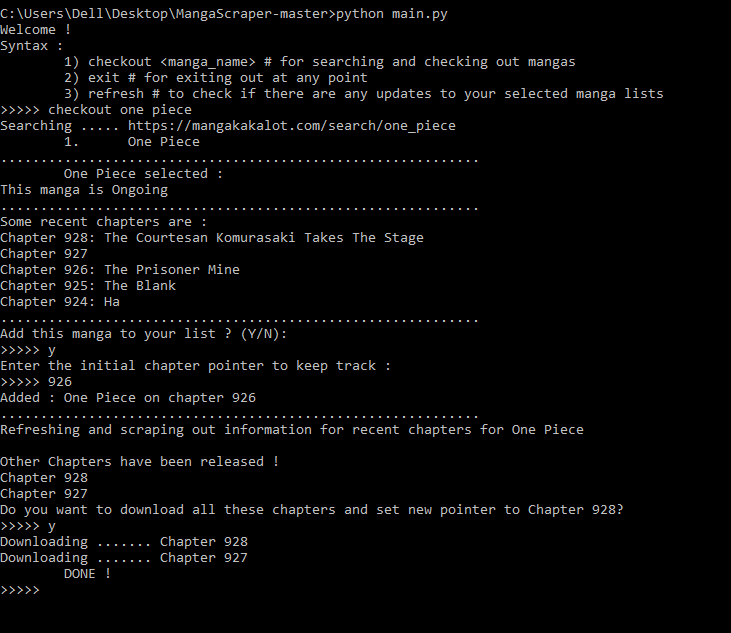 C:\Users\Dell\Desktop\MangaScraper-master>python main.py
Welcome !
Syntax :
        1) checkout <manga_name> # for searching and checking out mangas
        2) exit # for exiting out at any point
        3) refresh # to check if there are any updates to your selected manga lists
>>>>> checkout one piece
Searching ..... https://mangakakalot.com/search/one_piece
        1.      One Piece
............................................................
        One Piece selected :
This manga is Ongoing
............................................................
Some recent chapters are :
Chapter 928: The Courtesan Komurasaki Takes The Stage
Chapter 927
Chapter 926: The Prisoner Mine
Chapter 925: The Blank
Chapter 924: Ha
............................................................
Add this manga to your list ? (Y/N):
>>>>> y
Enter the initial chapter pointer to keep track :
>>>>> 926
Added : One Piece on chapter 926
............................................................
Refreshing and scraping out information for recent chapters for One Piece

Other Chapters have been released !
Chapter 928
Chapter 927
Do you want to download all these chapters and set new pointer to Chapter 928?
>>>>> y
Downloading ....... Chapter 928
Downloading ....... Chapter 927
        DONE !
>>>>>